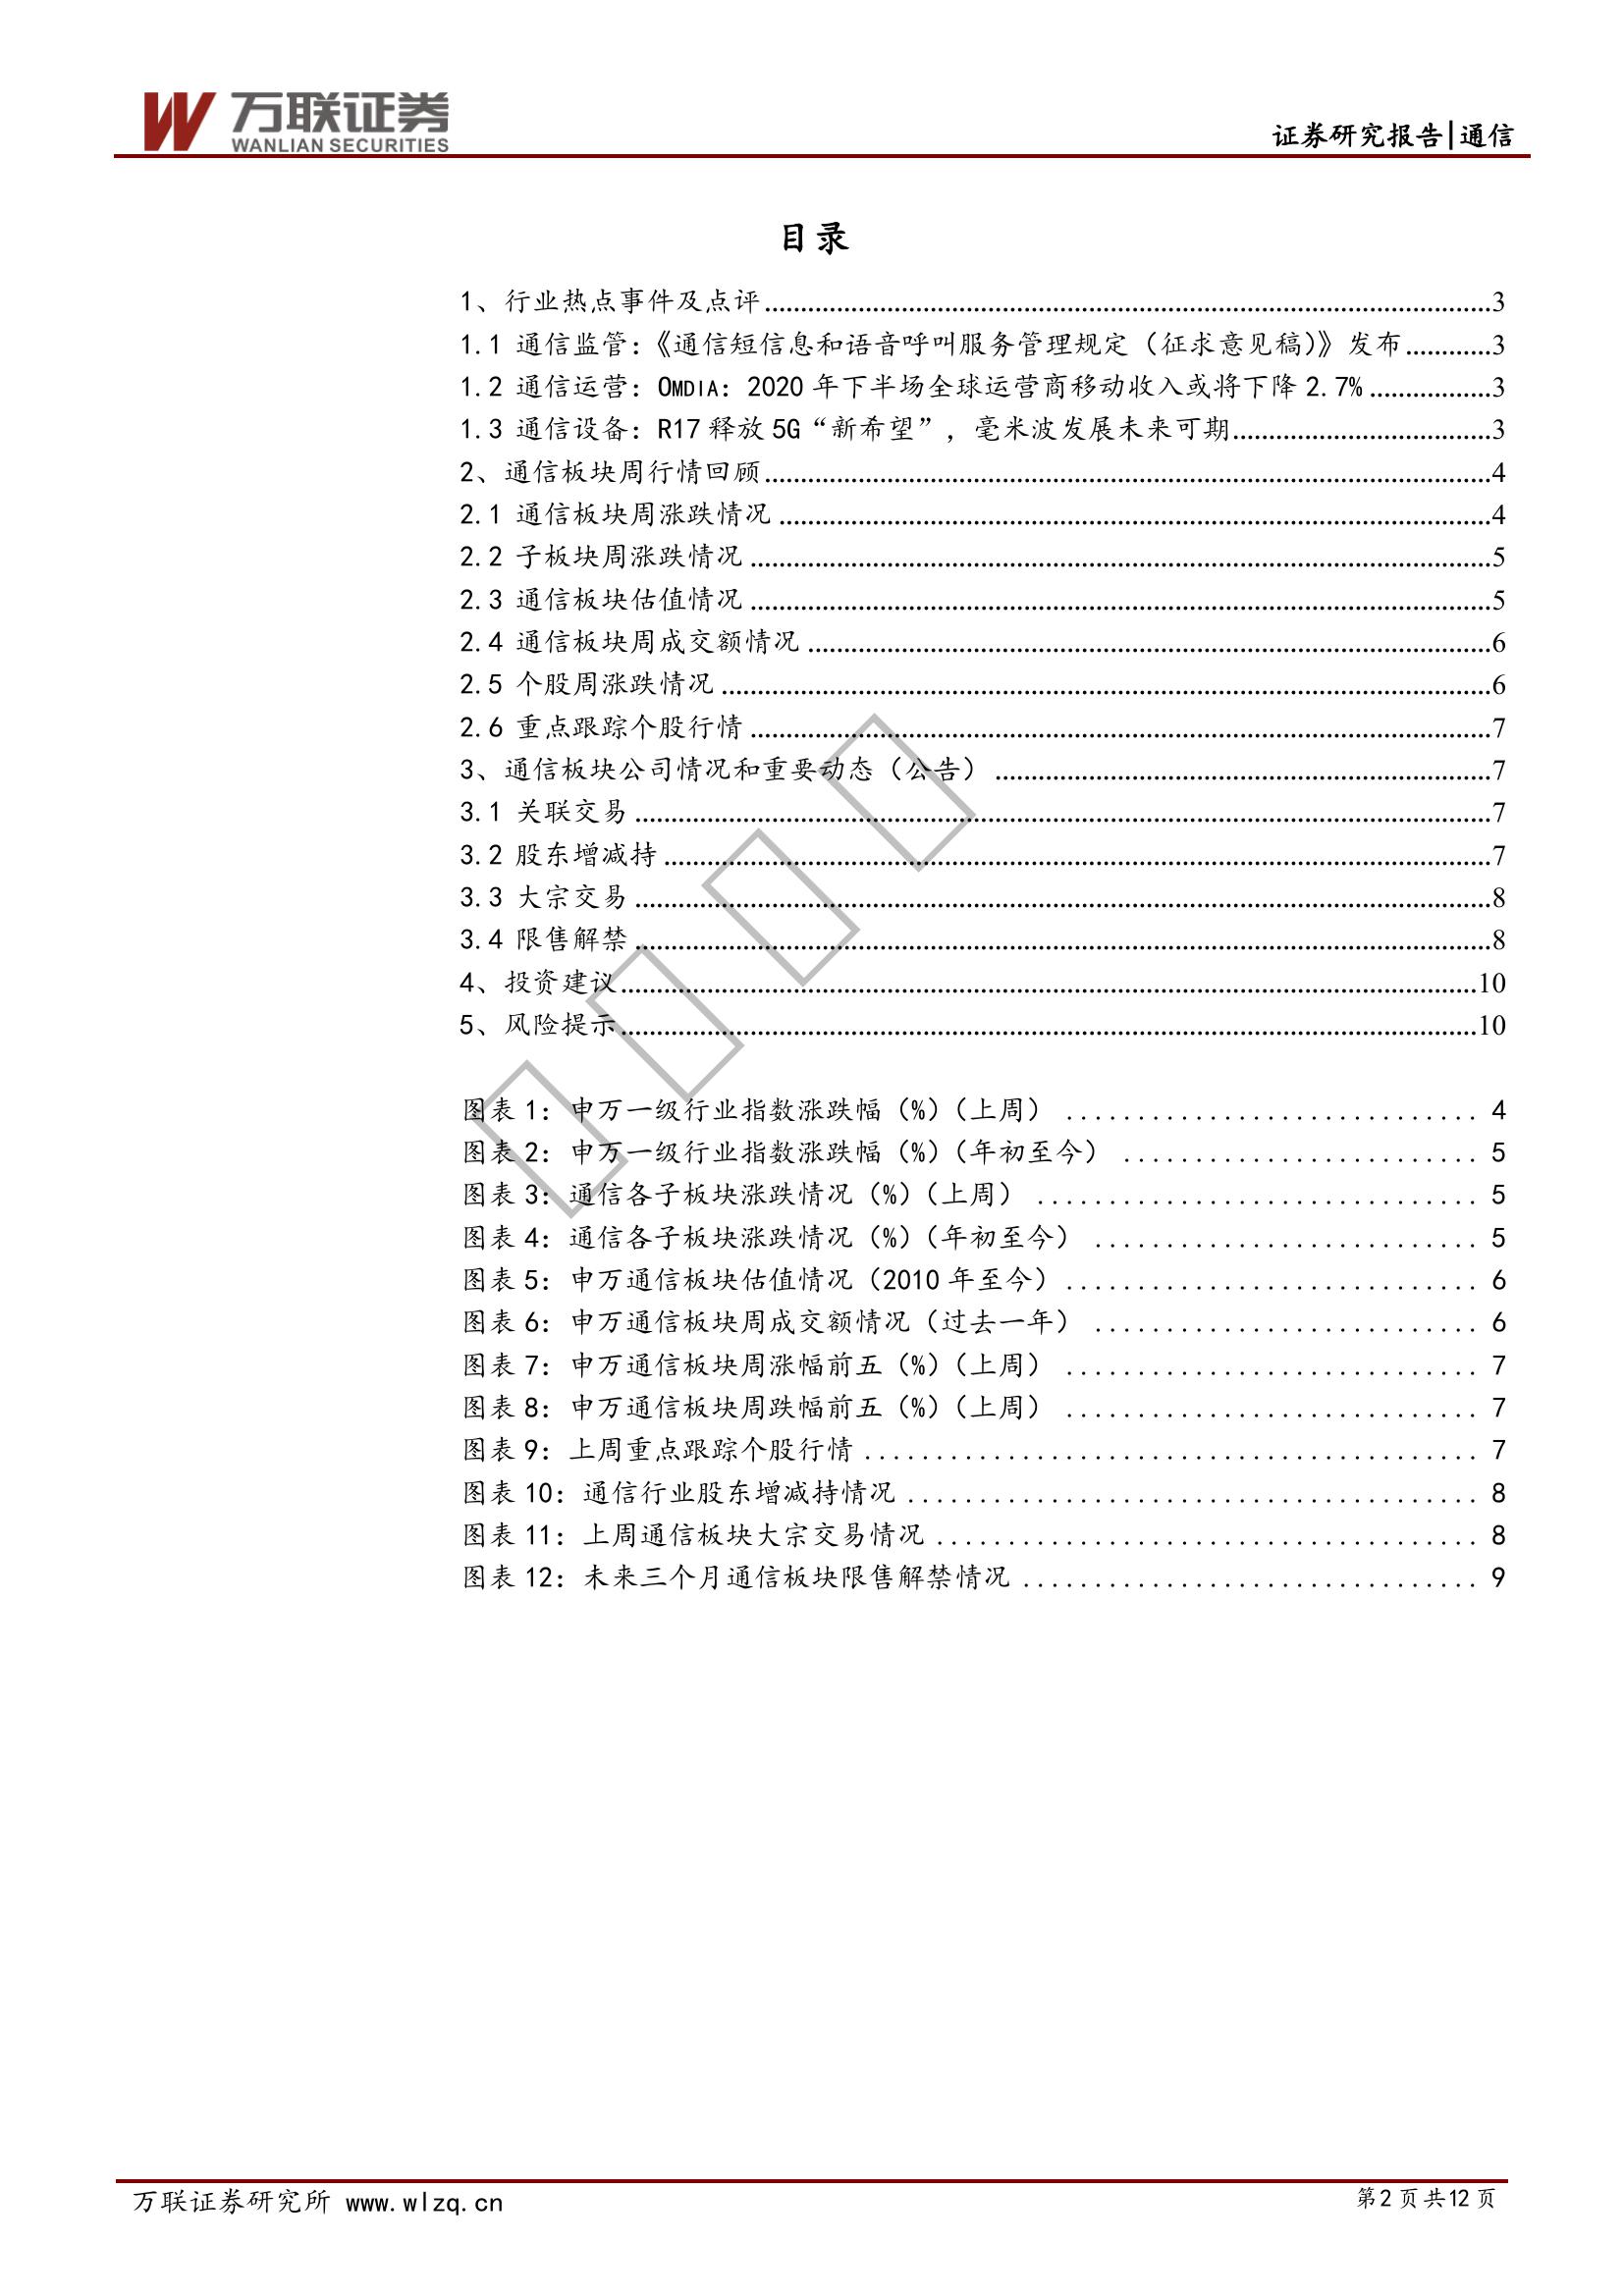 万联证券
WANLIAN SECURITIES
证券研究报告|通信
目录
1、行业热点事件及点评........................................3
1.1 通信监管：《通信短信息和语音呼叫服务管理规定（征求意见稿）》发布............3
1.2 通信运营：OMDIA：2020 年下半场全球运营商移动收入或将下降 2.7%.................3
1.3 通信设备：R17 释放 5G“新希望”，毫米波发展未来可期....................................3
2、通信板块周行情回顾........................................4
2.1 通信板块周涨跌情况........................................4
2.2 子板块周涨跌情况........................................5
2.3 通信板块估值情况........................................5
2.4 通信板块周成交额情况........................................6
2.5 个股周涨跌情况........................................6
2.6 重点跟踪个股行情........................................7
3、通信板块公司情况和重要动态（公告）........................................7
3.1 关联交易........................................7
3.2 股东增减持........................................7
3.3 大宗交易........................................8
3.4 限售解禁........................................8
4、投资建议........................................10
5、风险提示........................................10
图表 1：申万一级行业指数涨跌幅（%）（上周） ............................. 4
图表 2：申万一级行业指数涨跌幅（%）（年初至今） ......................... 5
图表 3：通信各子板块涨跌情况（%）（上周） ............................... 5
图表 4：通信各子板块涨跌情况（%）（年初至今） ........................... 5
图表 5：申万通信板块估值情况（2010 年至今）............................. 6
图表 6：申万通信板块周成交额情况（过去一年） ........................... 6
图表 7：申万通信板块周涨幅前五（%）（上周） ............................. 7
图表 8：申万通信板块周跌幅前五（%）（上周） ............................. 7
图表 9：上周重点跟踪个股行情 ........................................... 7
图表 10：通信行业股东增减持情况 ........................................ 8
图表 11：上周通信板块大宗交易情况 ...................................... 8
图表 12：未来三个月通信板块限售解禁情况 ................................ 9
万联证券研究所 www.wlzq.cn
第 2 页 共 12 页